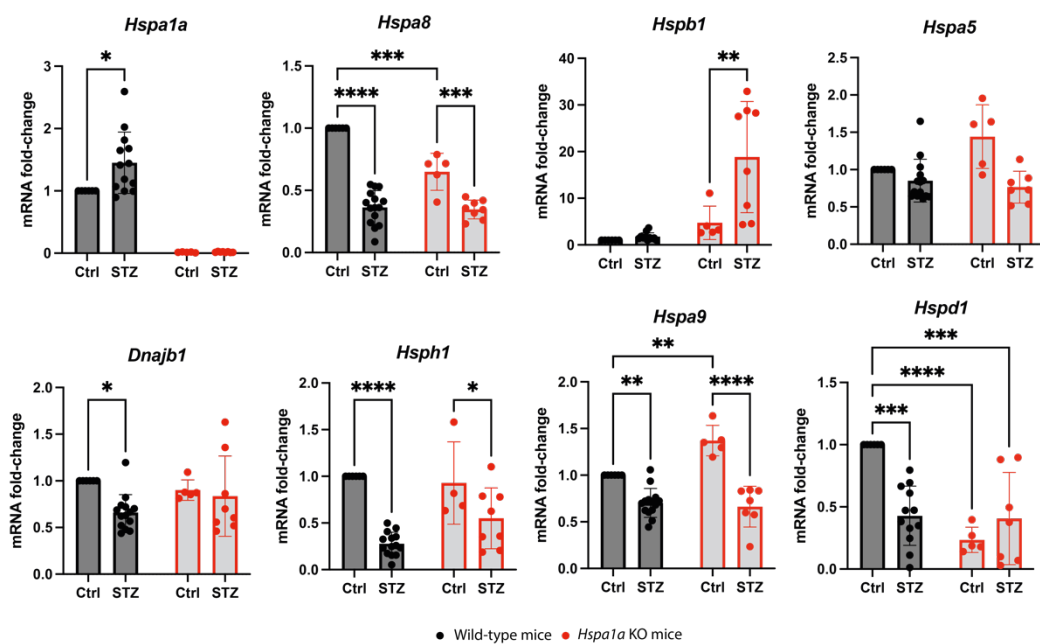 Hspa1a
mRNA fold-change
3
2
1
0
*
Ctrl STZ Ctrl STZ
Hspa8
mRNA fold-change
1.5
1.0
0.5
0.0
***
**** ***
Ctrl STZ Ctrl STZ
Hspb1
mRNA fold-change
40
30
20
10
0
**
Ctrl STZ Ctrl STZ
Hspa5
mRNA fold-change
2.5
2.0
1.5
1.0
0.5
0.0
Ctrl STZ Ctrl STZ
Dnajb1
mRNA fold-change
2.0
1.5
1.0
0.5
0.0
*
Ctrl STZ Ctrl STZ
Hsph1
mRNA fold-change
2.0
1.5
1.0
0.5
0.0
**** *
Ctrl STZ Ctrl STZ
Hspa9
mRNA fold-change
2.0
1.5
1.0
0.5
0.0
**
** ****
Ctrl STZ Ctrl STZ
Hspd1
mRNA fold-change
1.5
1.0
0.5
0.0
***
****
***
Ctrl STZ Ctrl STZ
Wild-type mice Hspa1a KO mice